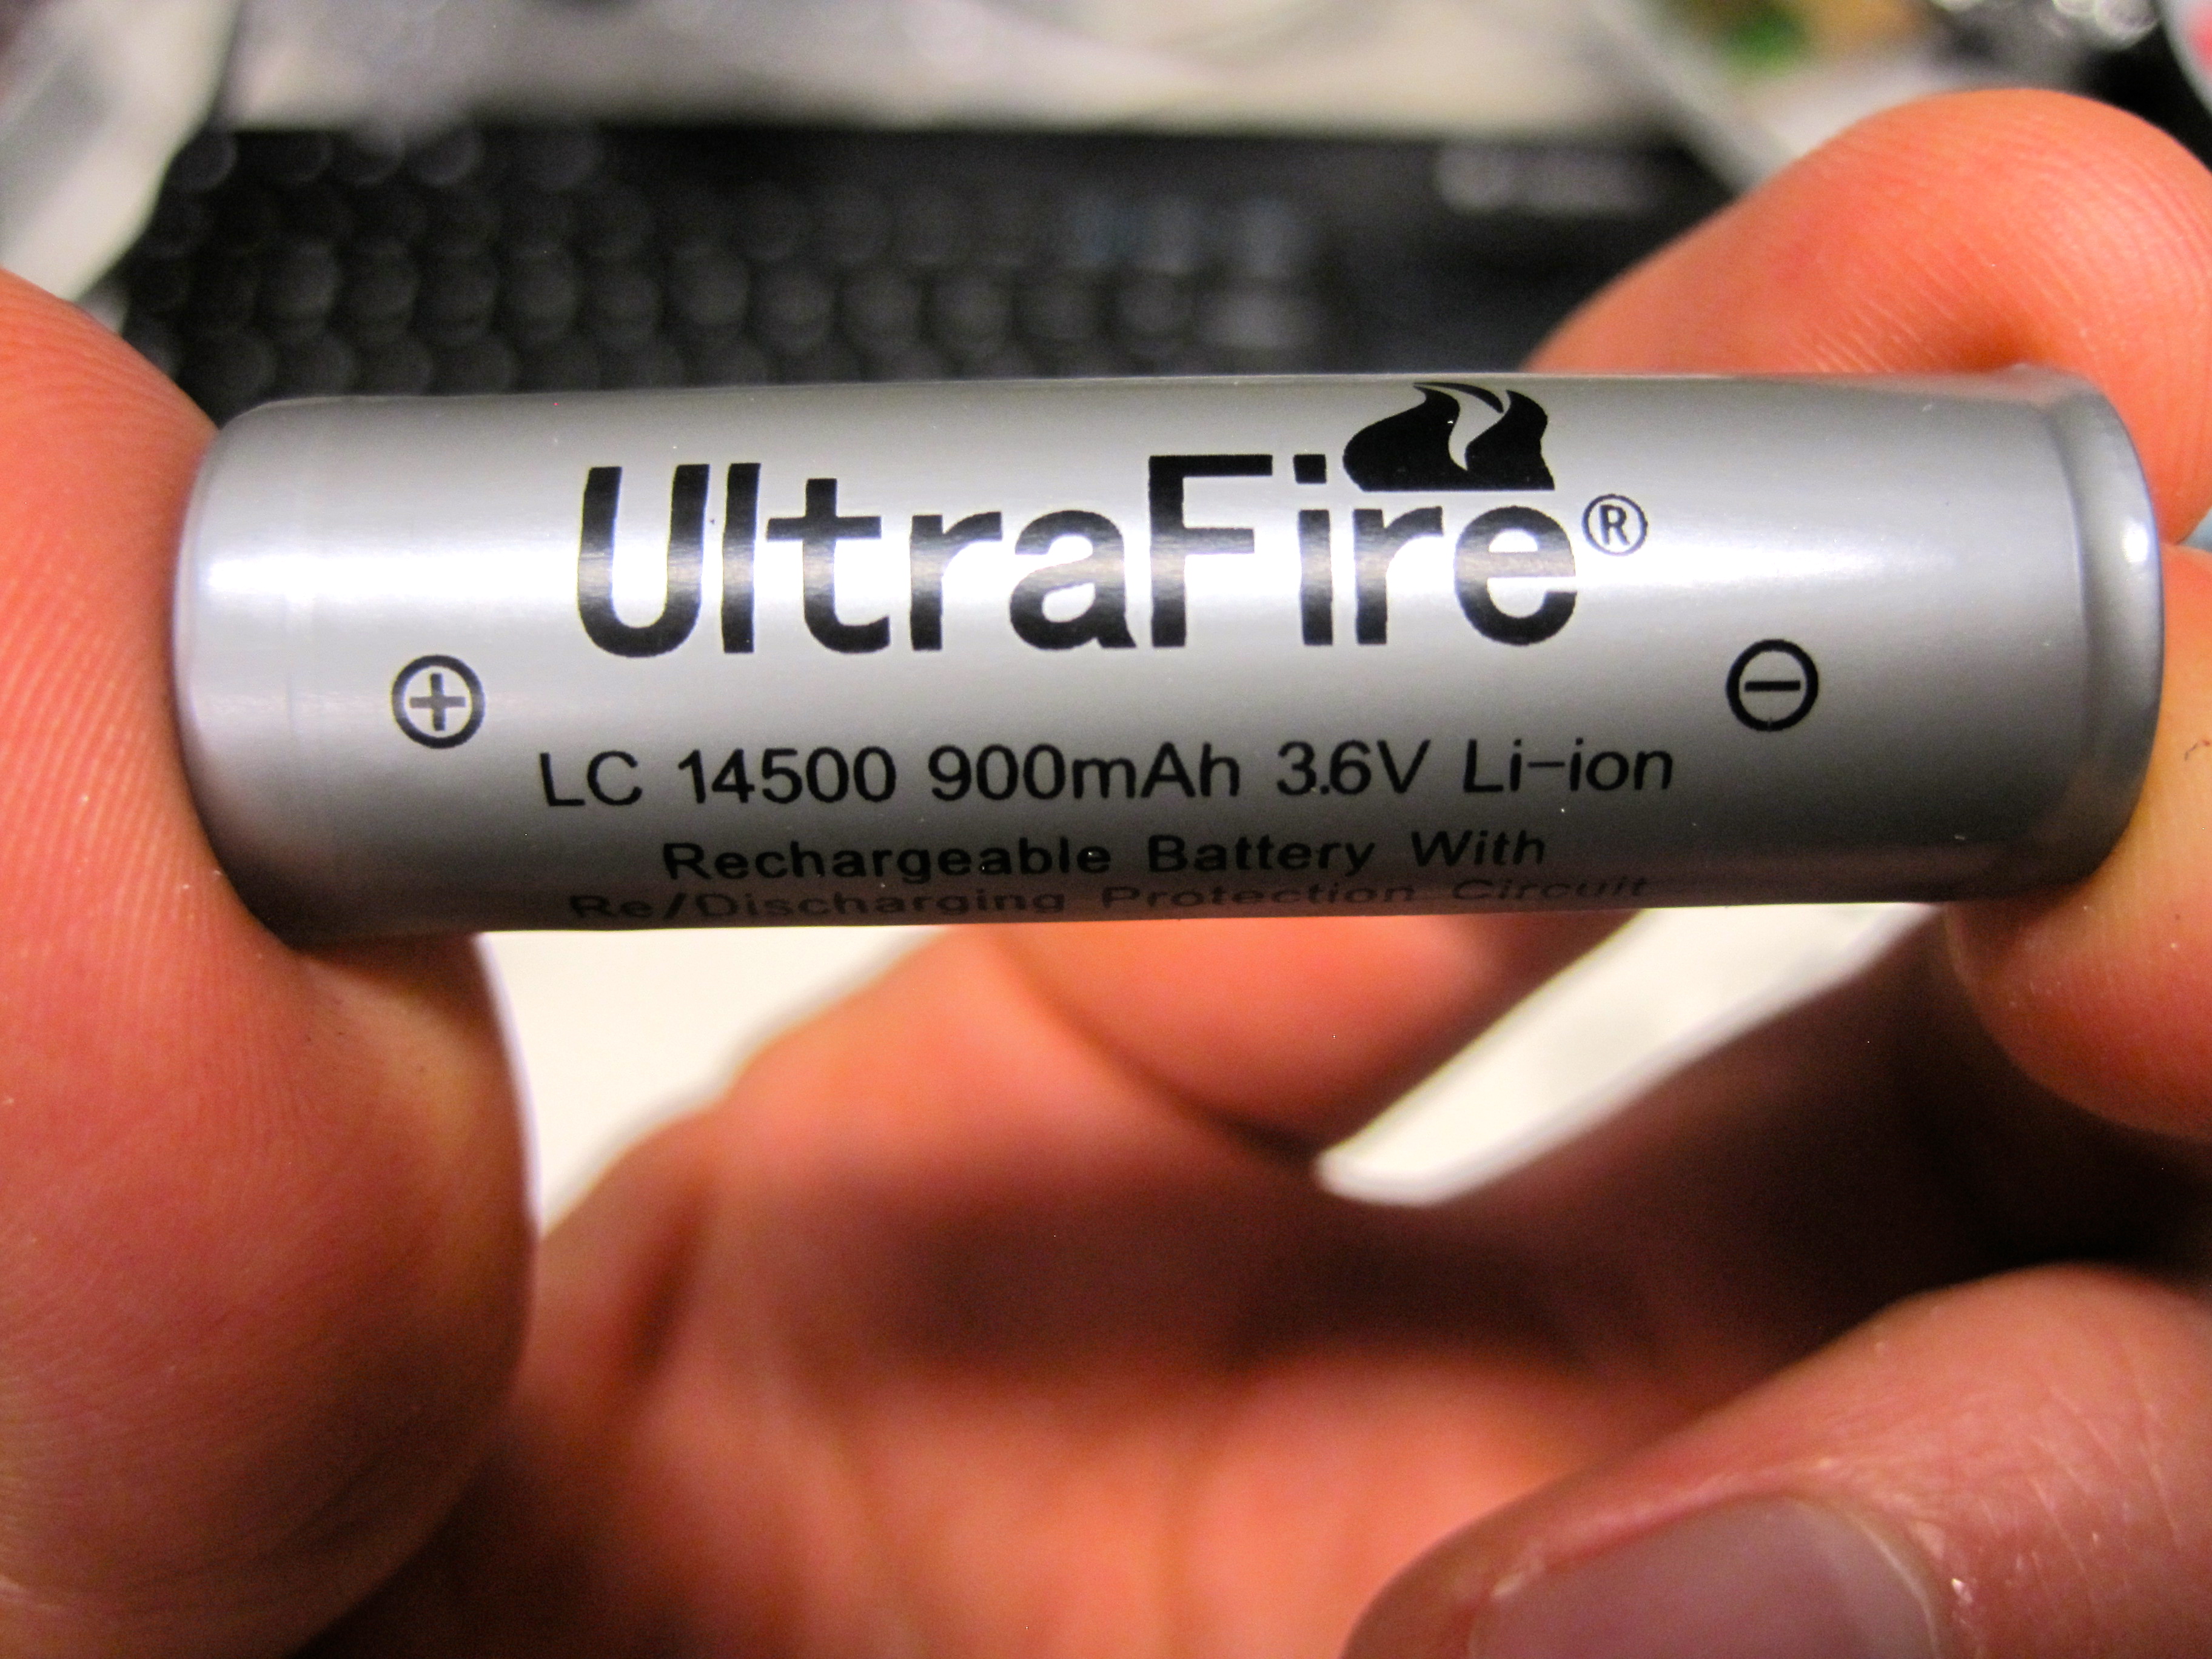 UltraFire®
⊕ ⊖
LC 14500 900mAh 3.6V Li-ion
Rechargeable Battery With
Re/Discharging Protection Circuit